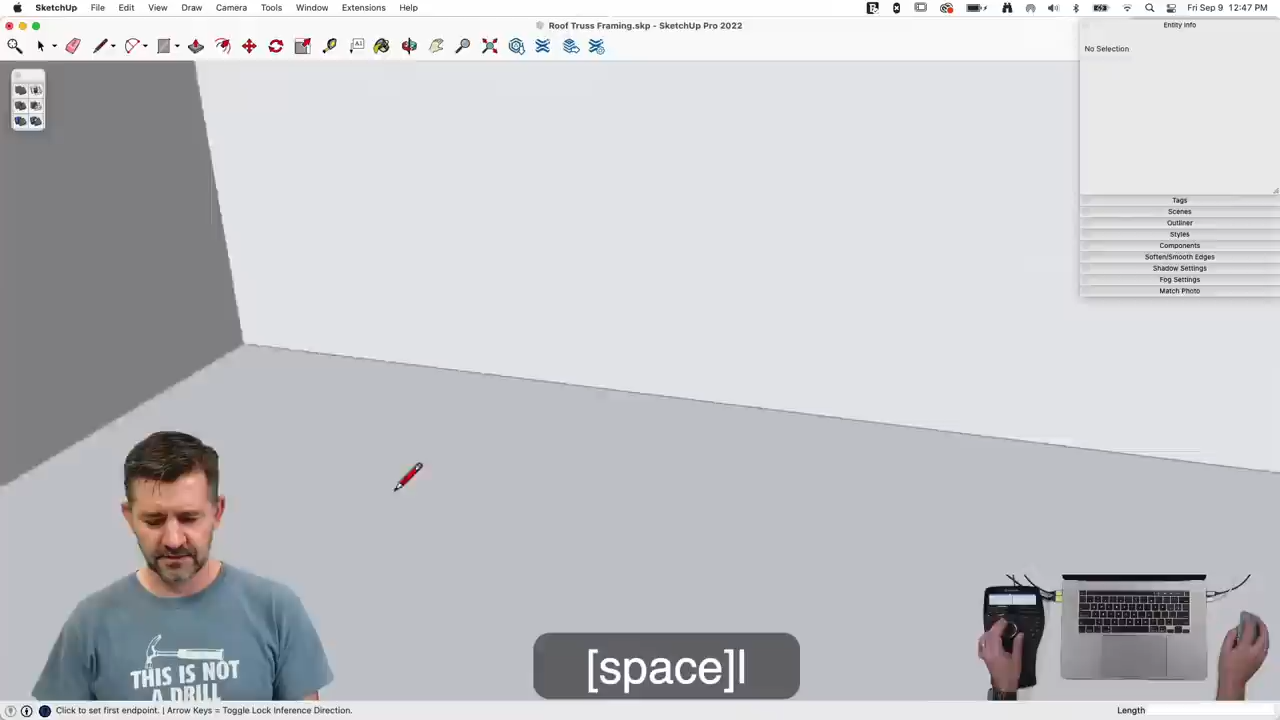 SketchUp File Edit View Draw Camera Tools Window Extensions Help Fri Sep 9 12:47 PM
Roof Truss Framing.skp - SketchUp Pro 2022
Entity Info
No Selection
Tags
Scenes
Outliner
Styles
Components
Soften/Smooth Edges
Shadow Settings
Fog Settings
Match Photo
THIS IS NOT
A DRILL
[space]l
Click to set first endpoint. | Arrow Keys = Toggle Lock Inference Direction. Length